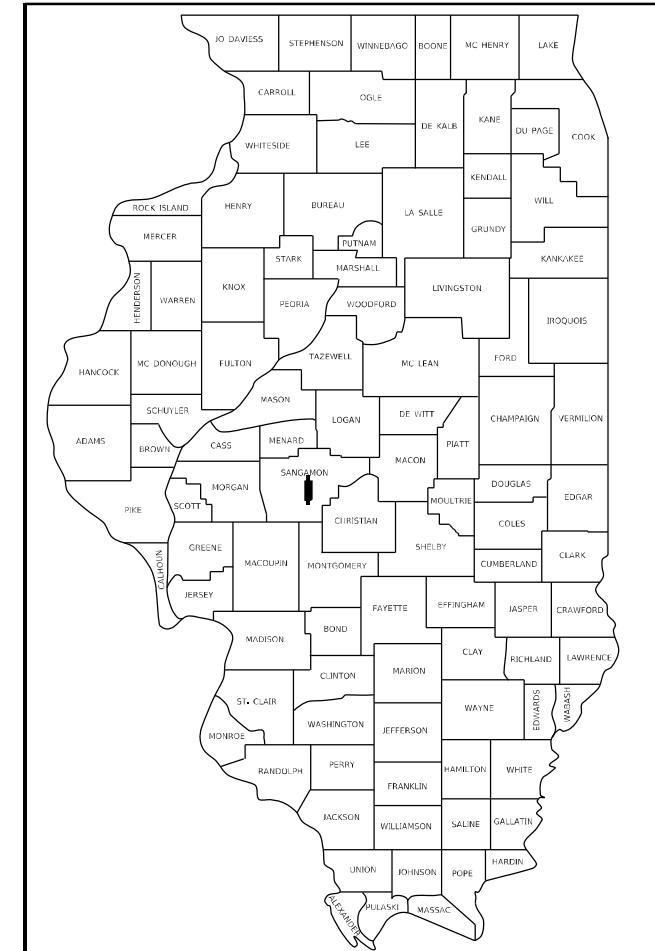 JO DAVIESS
STEPHENSON
WINNEBAGO
BOONE
MC HENRY
LAKE
CARROLL
OGLE
DE KALB
KANE
DU PAGE
COOK
WHITESIDE
LEE
KENDALL
WILL
ROCK ISLAND
HENRY
BUREAU
LA SALLE
GRUNDY
MERCER
PUTNAM
KANKAKEE
STARK
MARSHALL
HENDERSON
WARREN
KNOX
PEORIA
WOODFORD
LIVINGSTON
IROQUOIS
HANCOCK
MC DONOUGH
FULTON
TAZEWELL
MC LEAN
FORD
MASON
SCHUYLER
LOGAN
DE WITT
CHAMPAIGN
VERMILION
ADAMS
BROWN
CASS
MENARD
PIATT
MACON
SANGAMON
MORGAN
DOUGLAS
EDGAR
PIKE
SCOTT
MOULTRIE
CHRISTIAN
COLES
GREENE
SHELBY
CALHOUN
MACOUPIN
MONTGOMERY
CUMBERLAND
CLARK
JERSEY
FAYETTE
EFFINGHAM
JASPER
CRAWFORD
MADISON
BOND
CLAY
RICHLAND
LAWRENCE
CLINTON
MARION
ST. CLAIR
WAYNE
EDWARDS
WABASH
WASHINGTON
JEFFERSON
MONROE
RANDOLPH
PERRY
HAMILTON
WHITE
FRANKLIN
JACKSON
WILLIAMSON
SALINE
GALLATIN
UNION
JOHNSON
POPE
HARDIN
ALEXANDER
PULASKI
MASSAC